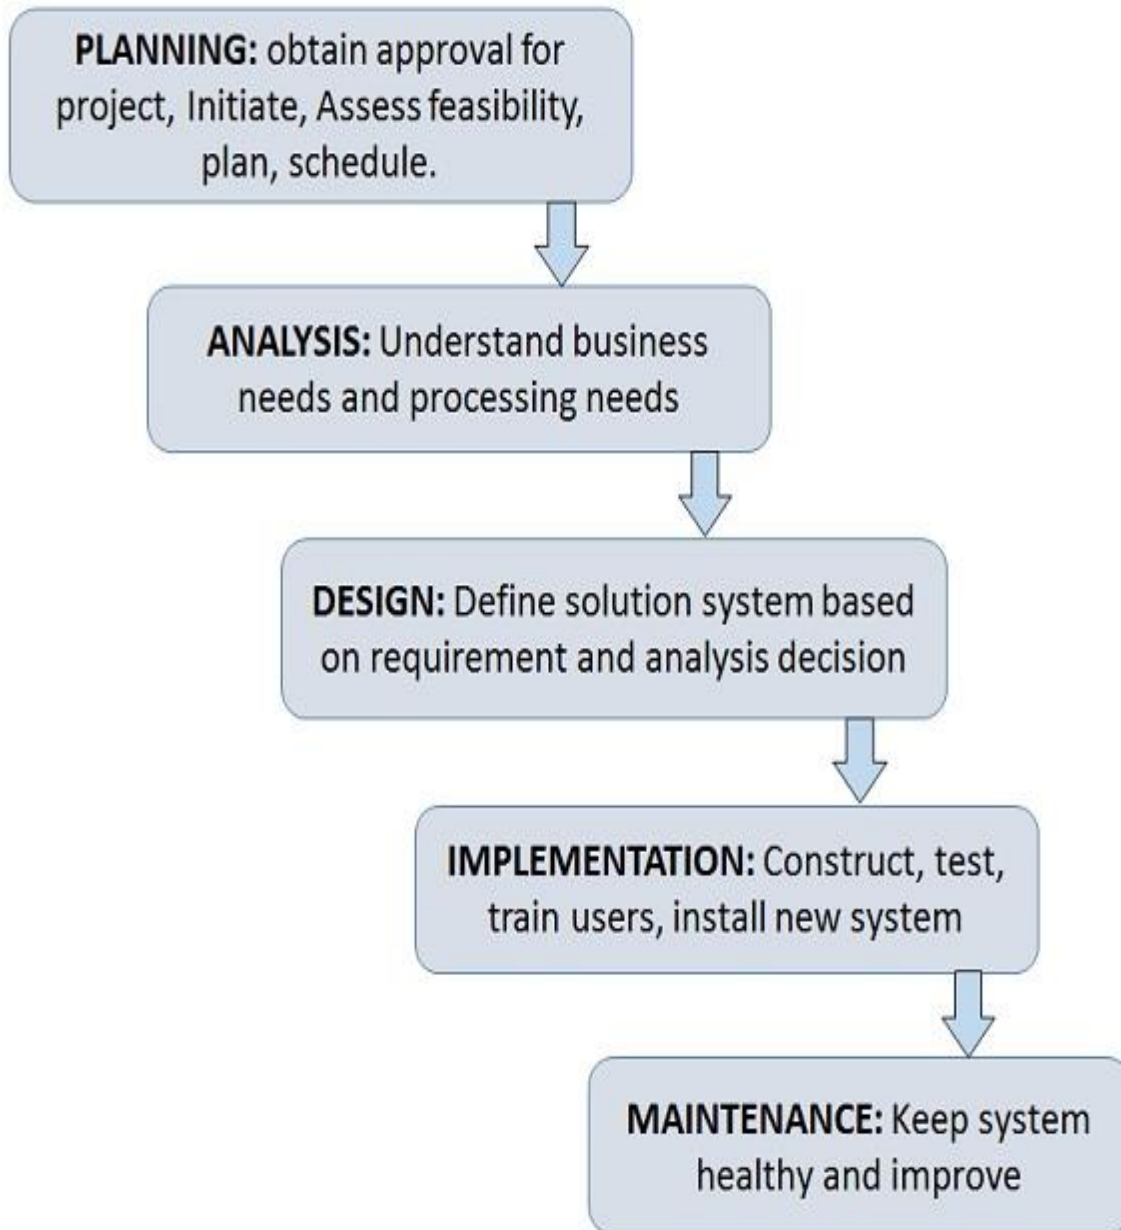 PLANNING: obtain approval for
project, Initiate, Assess feasibility,
plan, schedule.
ANALYSIS: Understand business
needs and processing needs
DESIGN: Define solution system based
on requirement and analysis decision
IMPLEMENTATION: Construct, test,
train users, install new system
MAINTENANCE: Keep system
healthy and improve